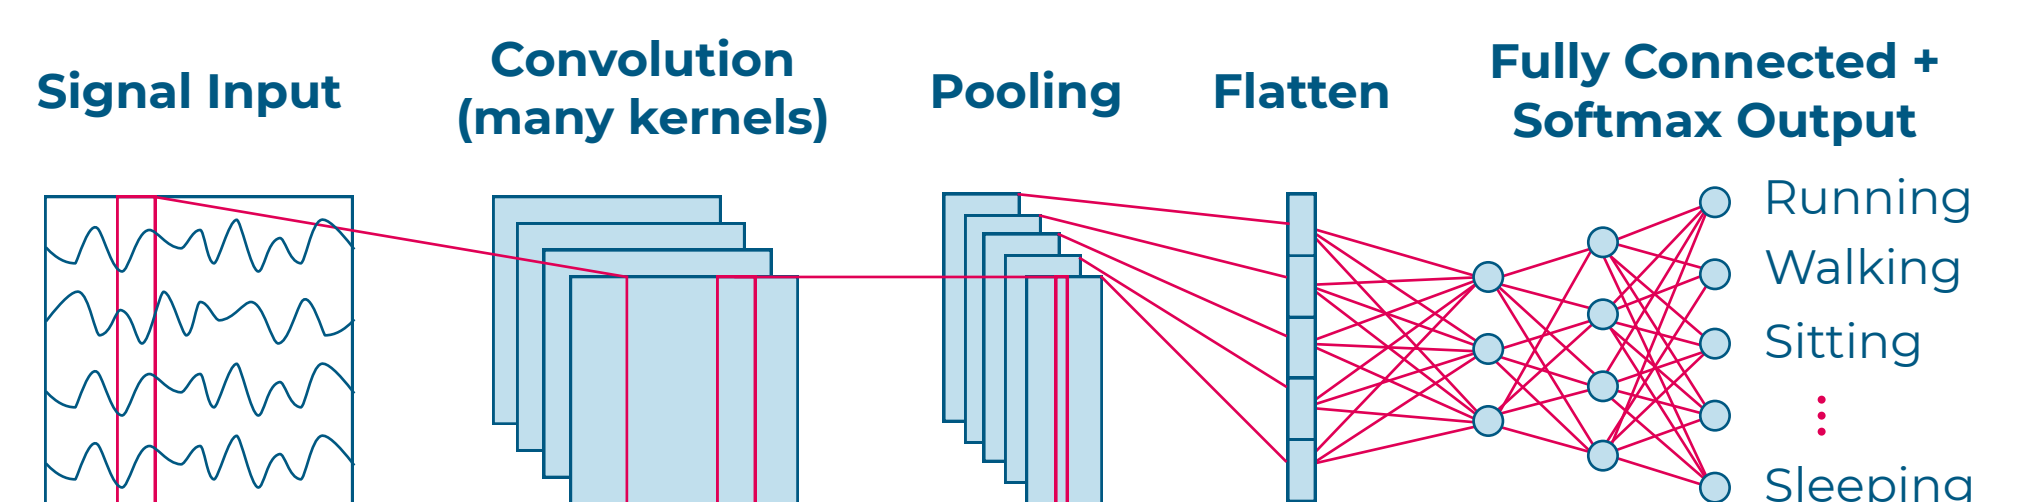 Signal Input
Convolution
(many kernels)
Pooling
Flatten
Fully Connected +
Softmax Output
Running
Walking
Sitting
Sleeping